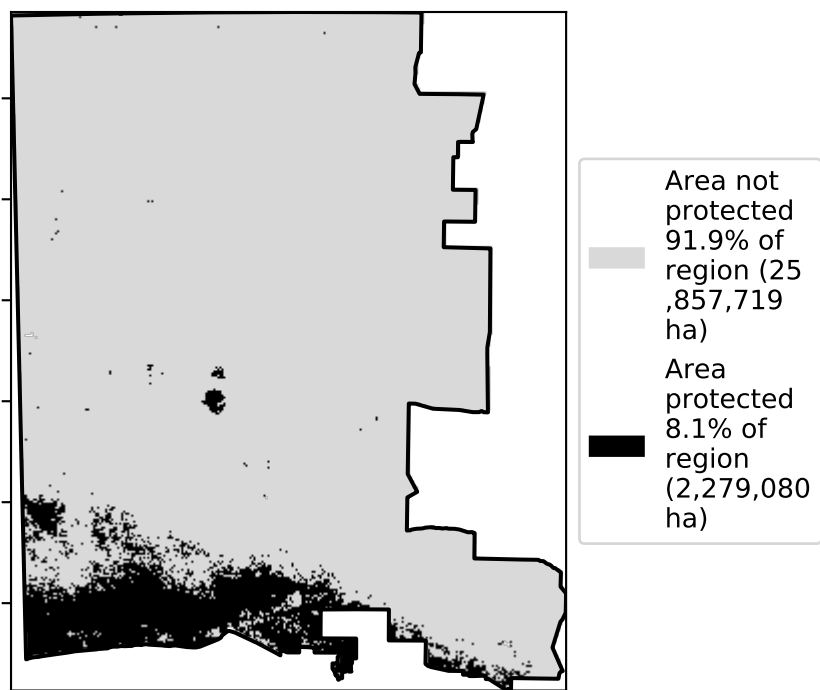 Area not
protected
91.9% of
region (25
,857,719
ha)
Area
protected
8.1% of
region
(2,279,080
ha)